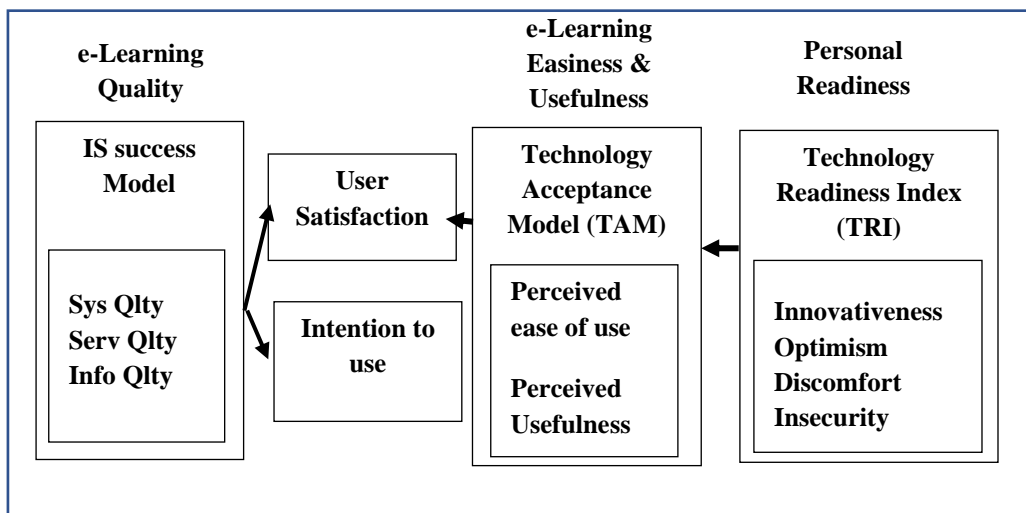 e-Learning
Quality
IS success
Model
Sys Qlty
Serv Qlty
Info Qlty
User
Satisfaction
Intention to
use
e-Learning
Easiness &
Usefulness
Technology
Acceptance
Model (TAM)
Perceived
ease of use
Perceived
Usefulness
Personal
Readiness
Technology
Readiness Index
(TRI)
Innovativeness
Optimism
Discomfort
Insecurity